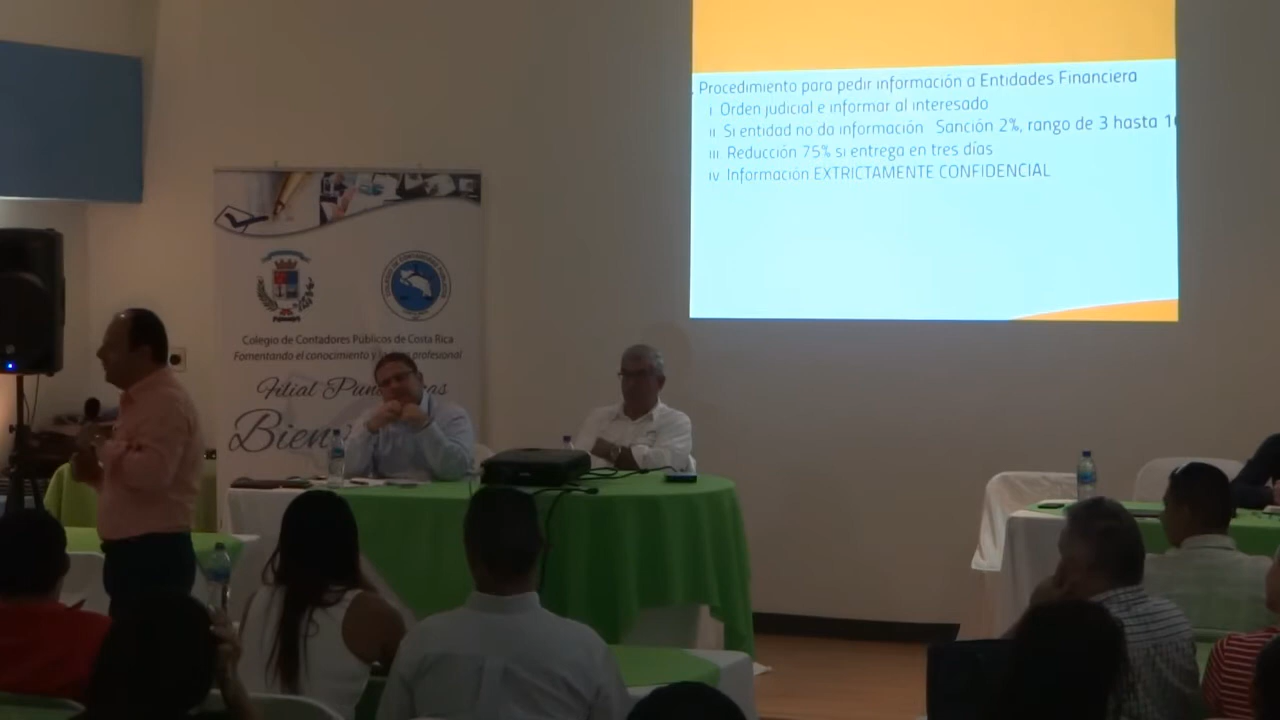 Procedimiento para pedir información a Entidades Financiera
i Orden judicial e informar al interesado
ii Si entidad no da información Sanción 2%, rango de 3 hasta
iii Reducción 75% si entrega en tres días
iv Información EXTRICTAMENTE CONFIDENCIAL
Colegio de Contadores Públicos de Costa Rica
Fomentando el conocimiento y profesional
Filial